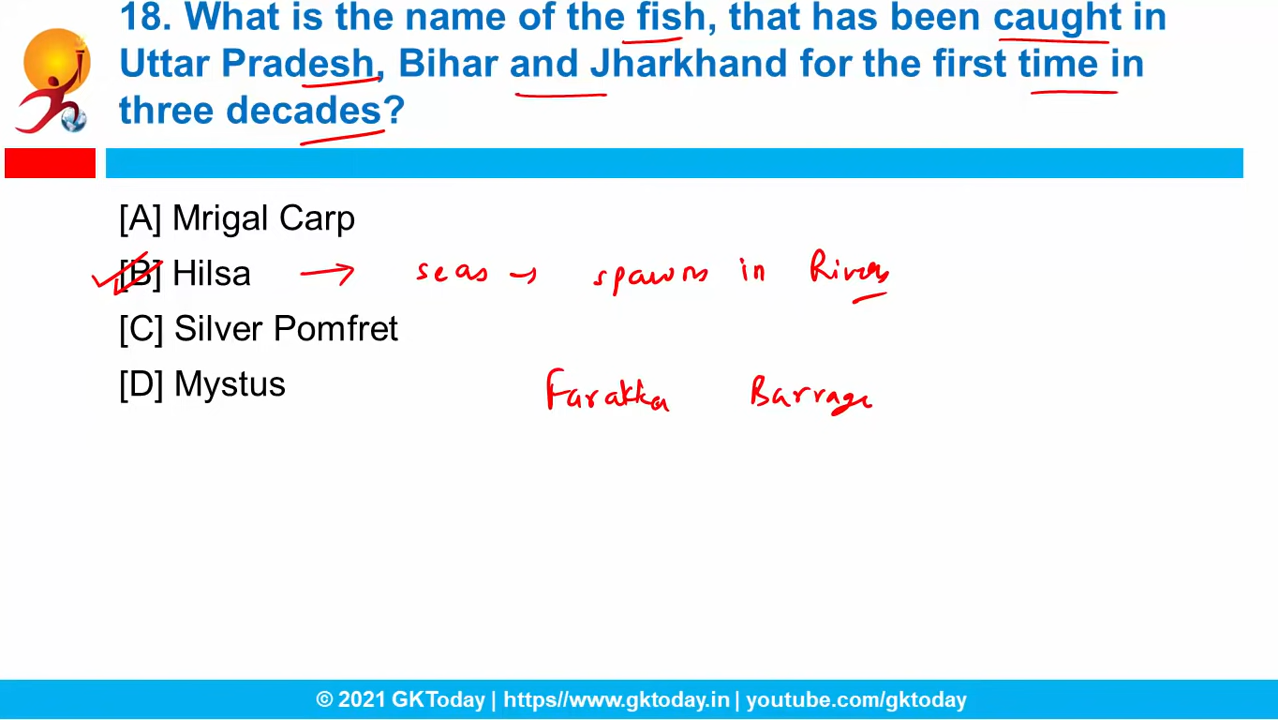 18. What is the name of the fish, that has been caught in
Uttar Pradesh, Bihar and Jharkhand for the first time in
three decades?
[A] Mrigal Carp
[B] Hilsa → seas → spawns in Rivers
[C] Silver Pomfret
[D] Mystus
Farakka Barrage
© 2021 GKToday | https//www.gktoday.in | youtube.com/gktoday